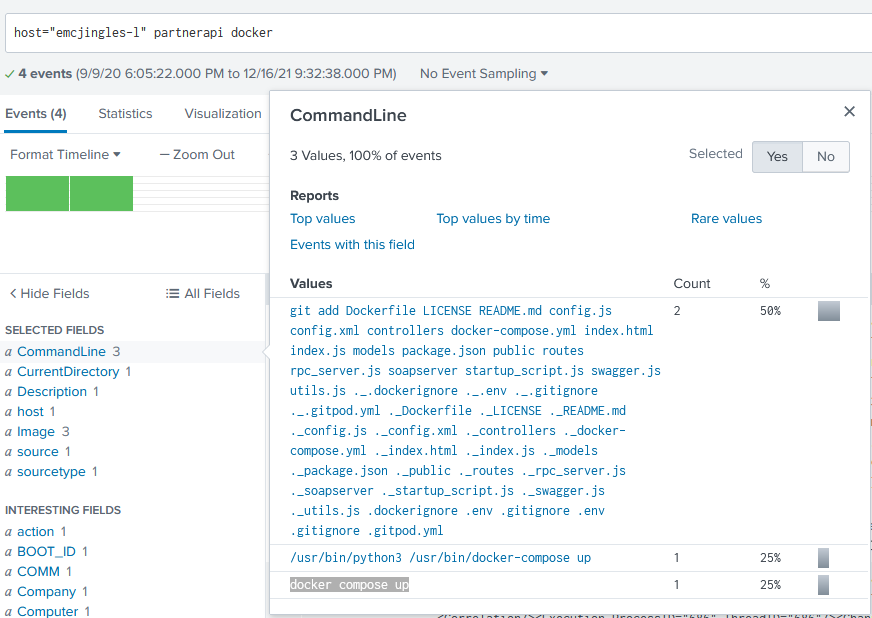 host="emcjingles-l" partnerapi docker
✓ 4 events (9/9/20 6:05:22.000 PM to 12/16/21 9:32:38.000 PM) No Event Sampling ▾
Events (4) Statistics Visualization
Format Timeline ▾ — Zoom Out
CommandLine
3 Values, 100% of events Selected Yes No
Reports
Top values Top values by time Rare values
Events with this field
Values Count %
git add Dockerfile LICENSE README.md config.js 2 50%
config.xml controllers docker-compose.yml index.html
index.js models package.json public routes
rpc_server.js soapserver startup_script.js swagger.js
utils.js ._.dockerignore ._.env ._.gitignore
._.gitpod.yml ._Dockerfile ._LICENSE ._README.md
._config.js ._config.xml ._controllers ._docker-
compose.yml ._index.html ._index.js ._models
._package.json ._public ._routes ._rpc_server.js
._soapserver ._startup_script.js ._swagger.js
._utils.js .dockerignore .env .gitignore .env
.gitignore .gitpod.yml
/usr/bin/python3 /usr/bin/docker-compose up 1 25%
docker compose up 1 25%
< Hide Fields All Fields
SELECTED FIELDS
a CommandLine 3
a CurrentDirectory 1
a Description 1
a host 1
a Image 3
a source 1
a sourcetype 1
INTERESTING FIELDS
a action 1
a BOOT_ID 1
a COMM 1
a Company 1
a Computer 1